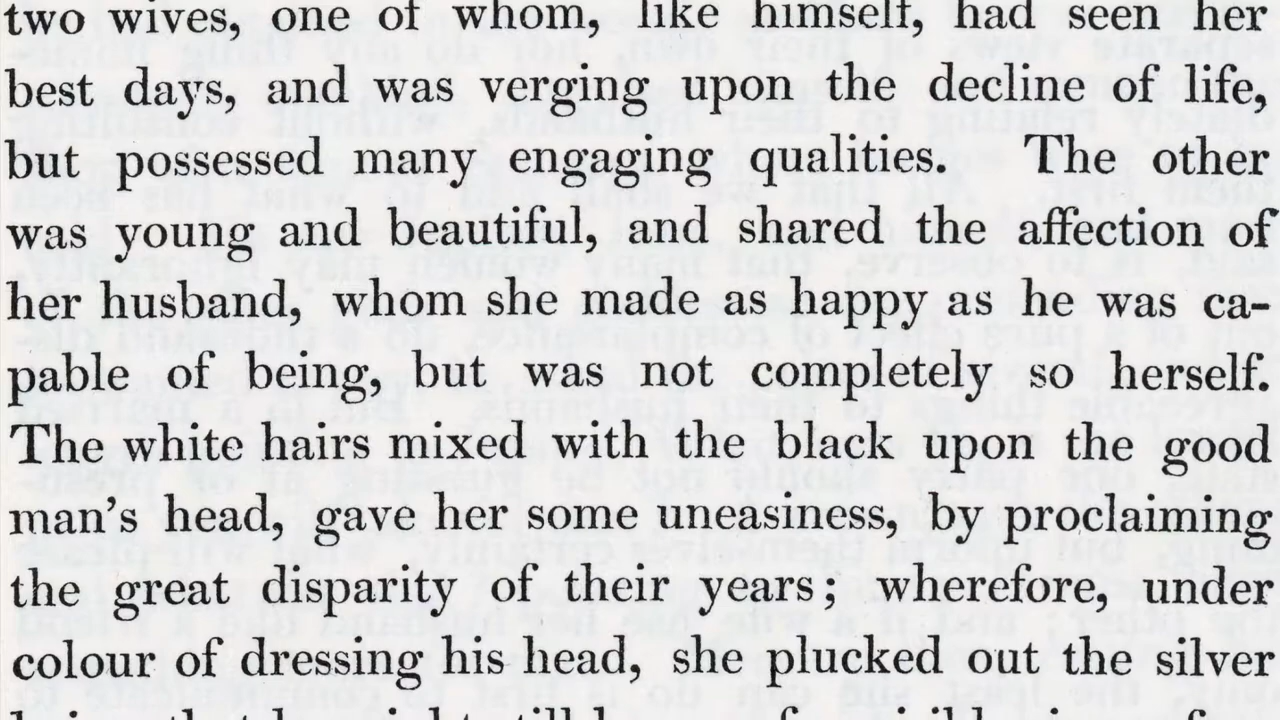 two wives, one of whom, like himself, had seen her
best days, and was verging upon the decline of life,
but possessed many engaging qualities. The other
was young and beautiful, and shared the affection of
her husband, whom she made as happy as he was ca-
pable of being, but was not completely so herself.
The white hairs mixed with the black upon the good
man’s head, gave her some uneasiness, by proclaiming
the great disparity of their years; wherefore, under
colour of dressing his head, she plucked out the silver